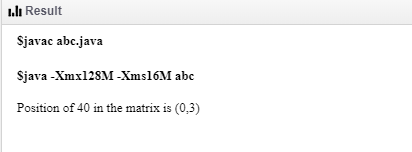 Result
$javac abc.java
$java -Xmx128M -Xms16M abc
Position of 40 in the matrix is (0,3)